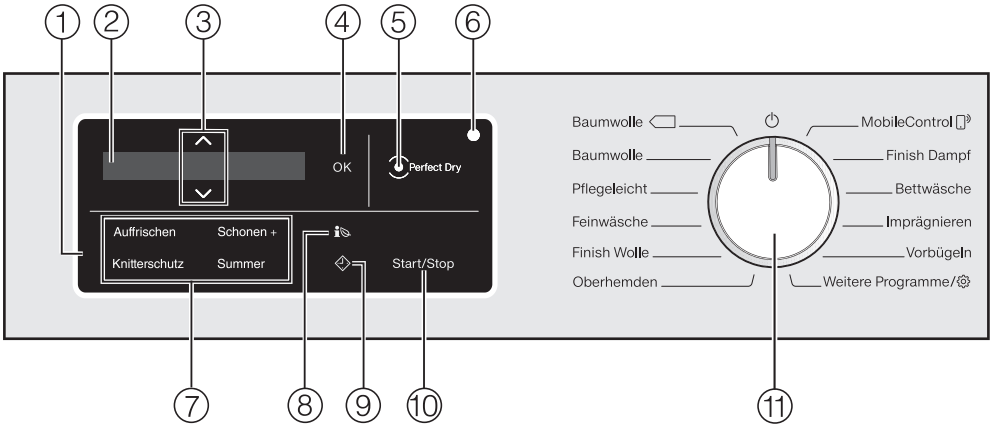 ① ② ③ ④ ⑤ ⑥
OK
Perfect Dry
Auffrischen Schonen +
Knitterschutz Summer
Start/Stop
Baumwolle
Baumwolle
Pflegeleicht
Feinwäsche
Finish Wolle
Oberhemden
MobileControl
Finish Dampf
Bettwäsche
Imprägnieren
Vorbügeln
Weitere Programme/
⑦ ⑧ ⑨ ⑩ ⑪